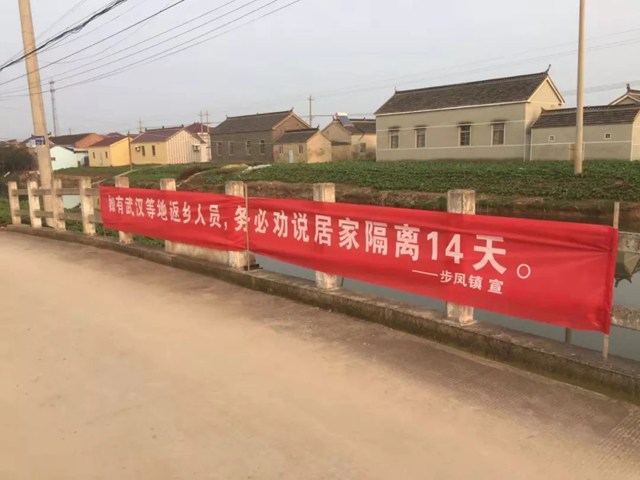 如有武汉等地返乡人员，务必劝说居家隔离14天。
——步凤镇 宣